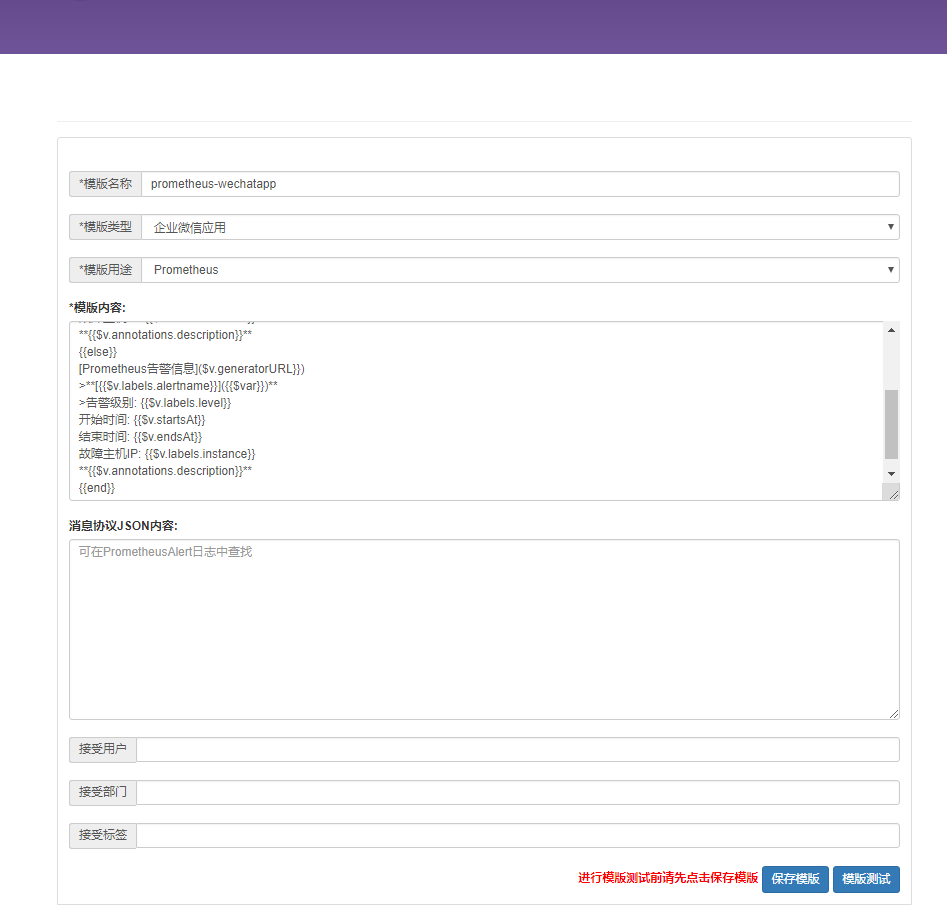 *模版名称 prometheus-wechatapp
*模版类型 企业微信应用
*模版用途 Prometheus
*模版内容:
**{{$v.annotations.description}}**
{{else}}
[Prometheus告警信息]($v.generatorURL}})
>**[{{$v.labels.alertname}}]({{$var}})**
>告警级别: {{$v.labels.level}}
开始时间: {{$v.startsAt}}
结束时间: {{$v.endsAt}}
故障主机IP: {{$v.labels.instance}}
**{{$v.annotations.description}}**
{{end}}
消息协议JSON内容:
可在PrometheusAlert日志中查找
接受用户
接受部门
接受标签
进行模版测试前请先点击保存模版 保存模版 模版测试